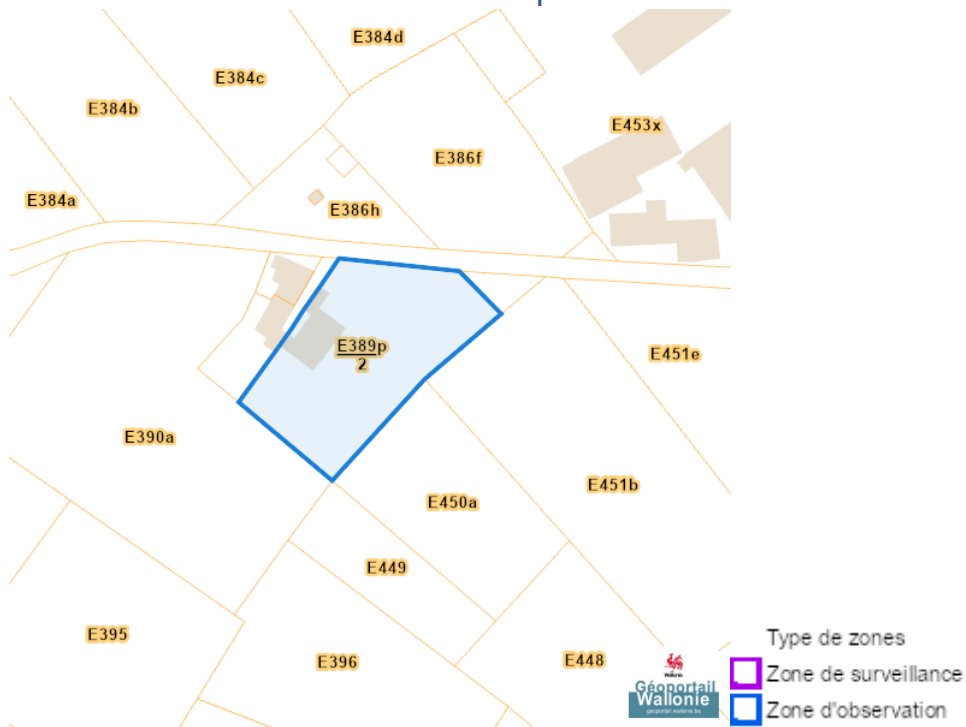 E384d
E384c
E384b
E453x
E386f
E384a
E386h
E389p
2
E451e
E390a
E451b
E450a
E449
E395
E396
E448
Wallonie
Géoportail
Wallonie
geoportail.wallonie.be
Type de zones
Zone de surveillance
Zone d'observation